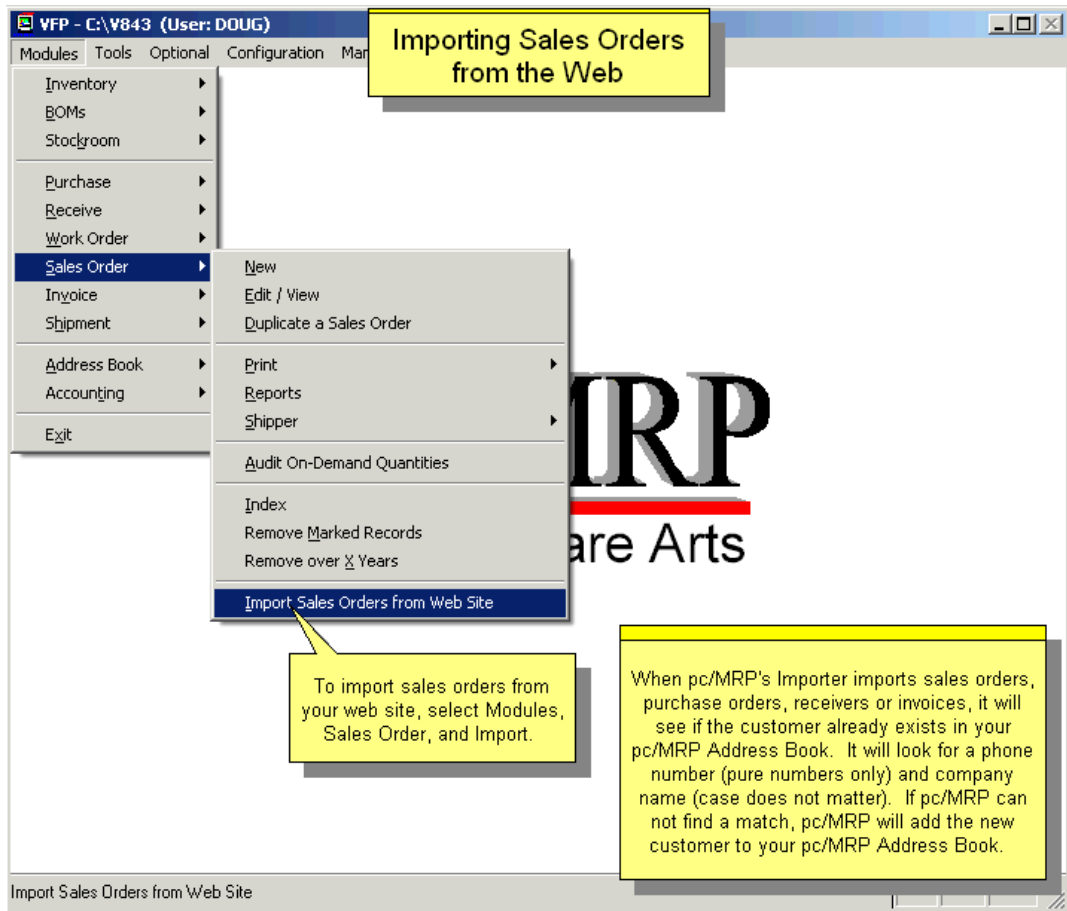 VFP - C:\V843 (User: DOUG)
Modules Tools Optional Configuration
Importing Sales Orders
from the Web
Inventory
BOMs
Stockroom
Purchase
Receive
Work Order
Sales Order
Invoice
Shipment
Address Book
Accounting
Exit
New
Edit / View
Duplicate a Sales Order
Print
Reports
Shipper
Audit On-Demand Quantities
Index
Remove Marked Records
Remove over X Years
Import Sales Orders from Web Site
MRP
are Arts
To import sales orders from
your web site, select Modules,
Sales Order, and Import.
When pc/MRP's Importer imports sales orders,
purchase orders, receivers or invoices, it will
see if the customer already exists in your
pc/MRP Address Book. It will look for a phone
number (pure numbers only) and company
name (case does not matter). If pc/MRP can
not find a match, pc/MRP will add the new
customer to your pc/MRP Address Book.
Import Sales Orders from Web Site